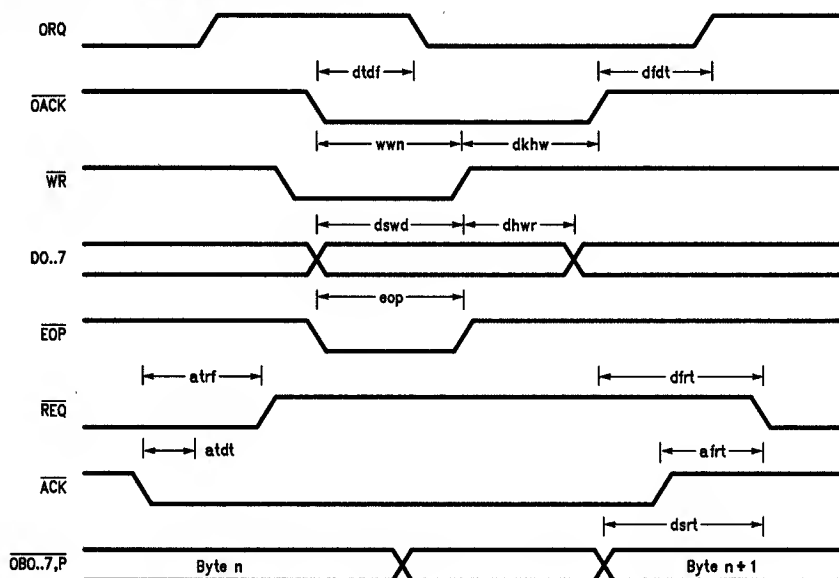 ORQ
dtdf dfdt
OACK
wwn dkhw
WR
dswd dhwr
DO..7
eop
EOP
atrf dfrt
REQ
atdt afrt
ACK
dsrt
OBO..7,P Byte n Byte n+1